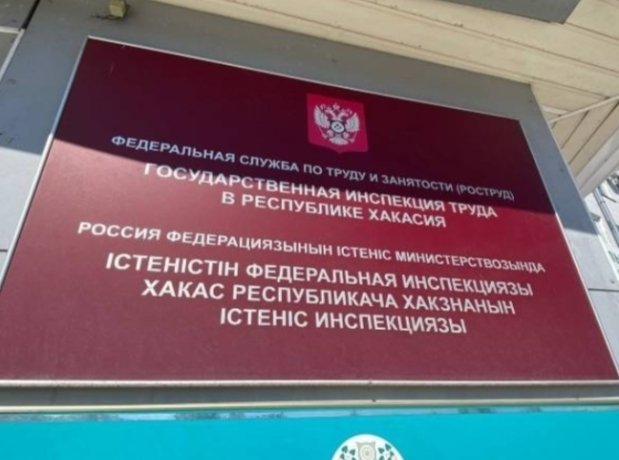 ФЕДЕРАЛЬНАЯ СЛУЖБА ПО ТРУДУ И ЗАНЯТОСТИ (РОСТРУД)
ГОСУДАРСТВЕННАЯ ИНСПЕКЦИЯ ТРУДА
В РЕСПУБЛИКЕ ХАКАСИЯ
РОССИЯ ФЕДЕРАЦИЯЗЫНЫН ІСТЕНІС МИНИСТЕРСТВОЗЫНДА
ІСТЕНІСТІН ФЕДЕРАЛЬНАЯ ИНСПЕКЦИЯЗЫ
ХАКАС РЕСПУБЛИКАЧА ХАКЗНАНЫН
ІСТЕНІС ИНСПЕКЦИЯЗЫ